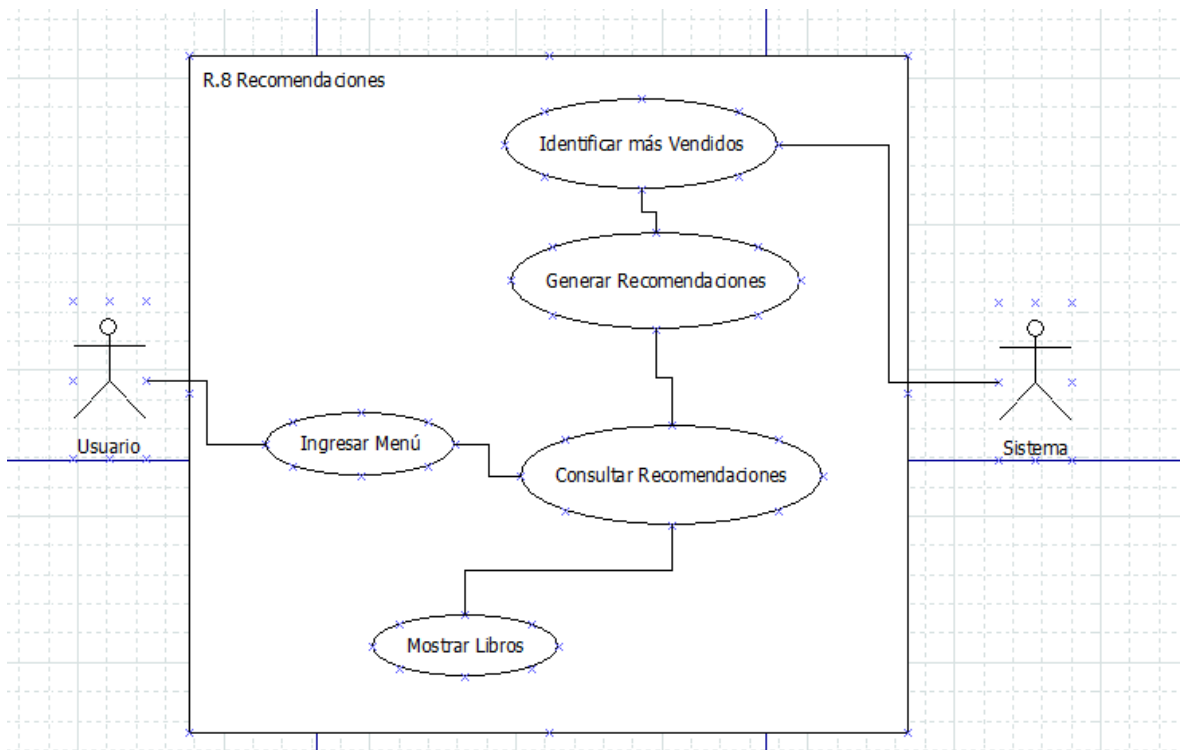 R.8 Recomendaciones
Identificar más Vendidos
Generar Recomendaciones
Usuario
Ingresar Menú
Consultar Recomendaciones
Sistema
Mostrar Libros